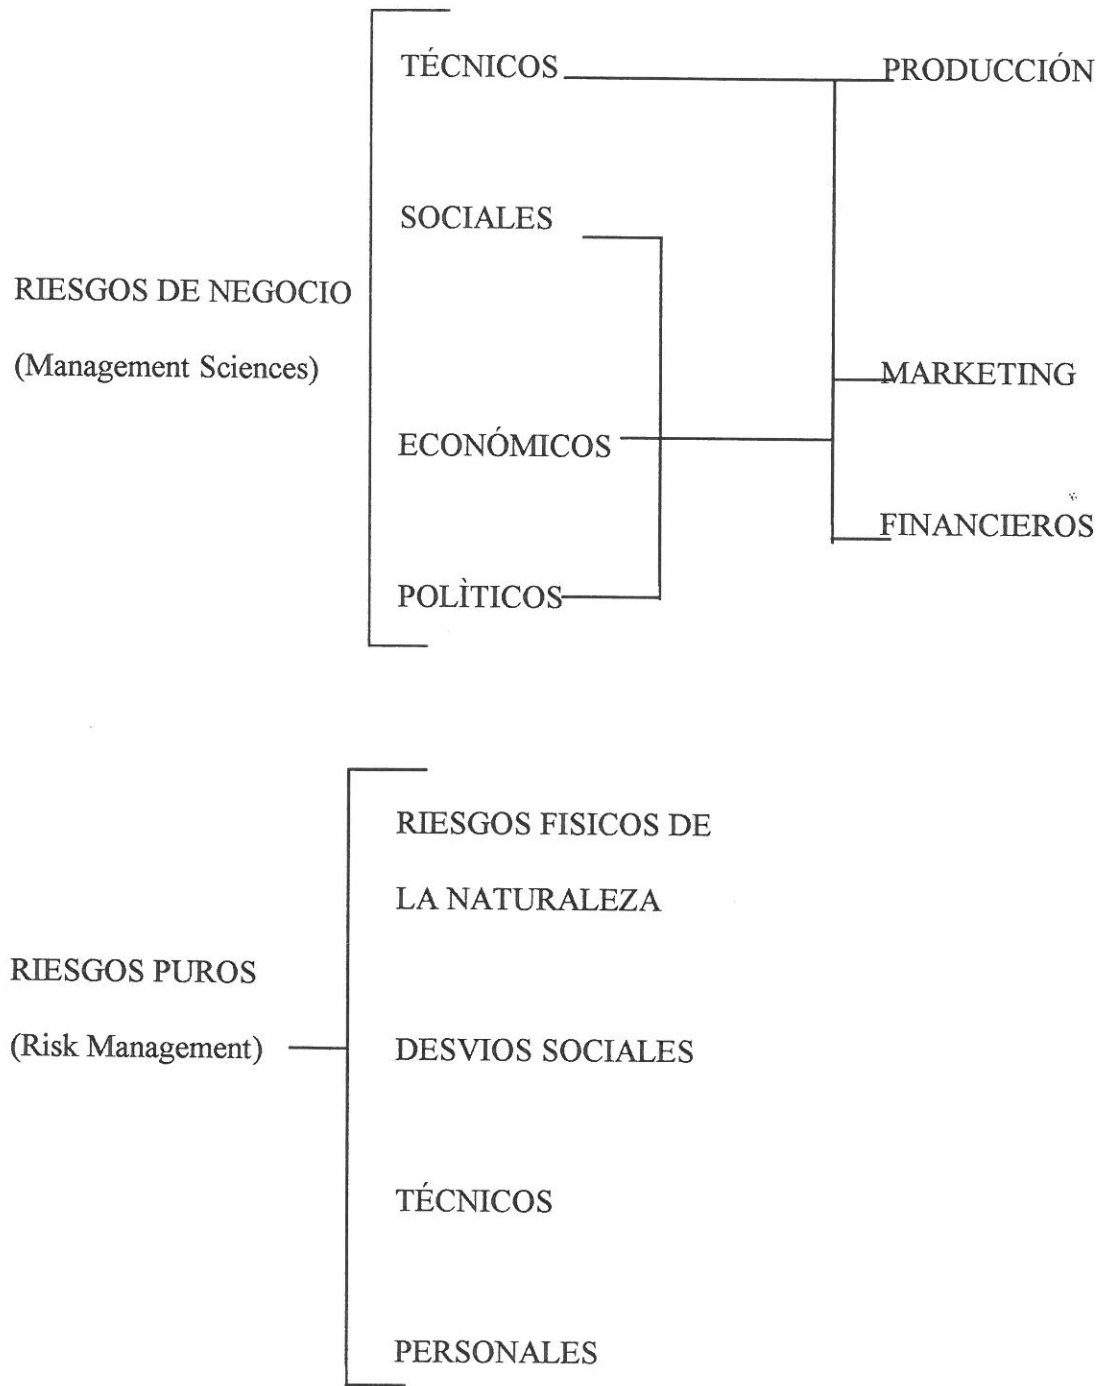 TÉCNICOS
PRODUCCIÓN
SOCIALES
RIESGOS DE NEGOCIO
(Management Sciences)
MARKETING
ECONÓMICOS
FINANCIEROS
POLÌTICOS
RIESGOS FISICOS DE
LA NATURALEZA
RIESGOS PUROS
(Risk Management)
DESVIOS SOCIALES
TÉCNICOS
PERSONALES